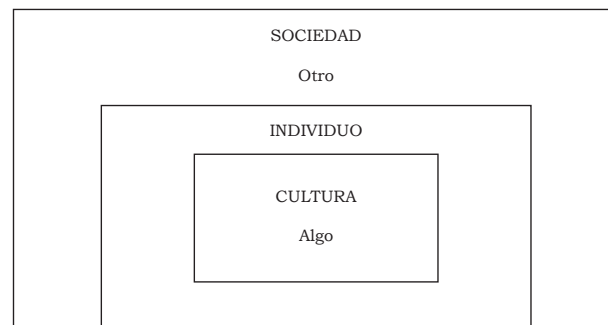 SOCIEDAD
Otro
INDIVIDUO
CULTURA
Algo